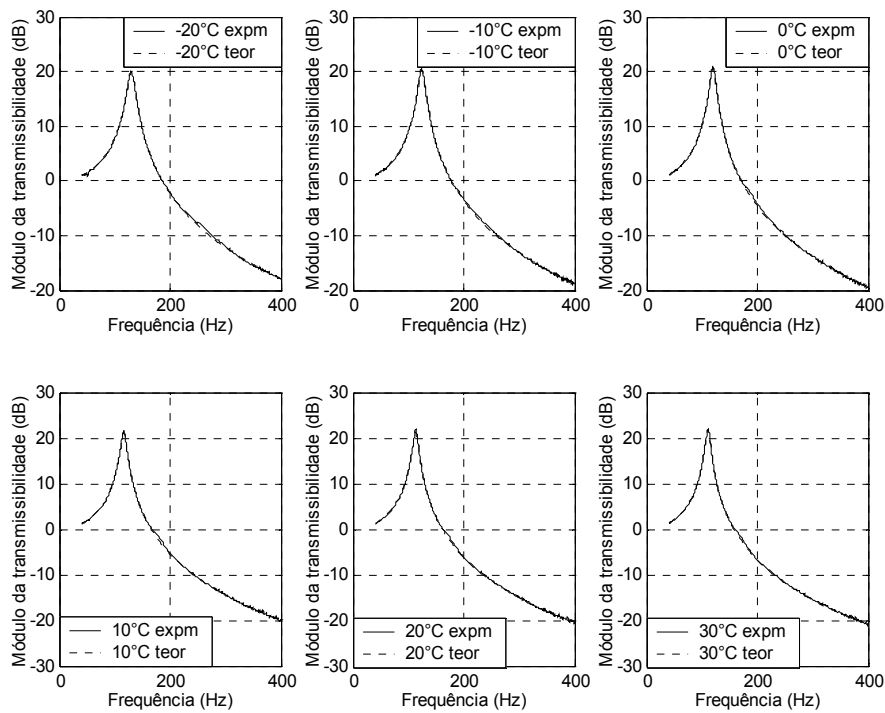 Módulo da transmissibilidade (dB)
30
20
10
0
-10
-20
-20°C expm
-20°C teor
0
200
400
Frequência (Hz)
Módulo da transmissibilidade (dB)
30
20
10
0
-10
-20
-10°C expm
-10°C teor
0
200
400
Frequência (Hz)
Módulo da transmissibilidade (dB)
30
20
10
0
-10
-20
0°C expm
0°C teor
0
200
400
Frequência (Hz)
Módulo da transmissibilidade (dB)
30
20
10
0
-10
-20
-30
10°C expm
10°C teor
0
200
400
Frequência (Hz)
Módulo da transmissibilidade (dB)
30
20
10
0
-10
-20
-30
20°C expm
20°C teor
0
200
400
Frequência (Hz)
Módulo da transmissibilidade (dB)
30
20
10
0
-10
-20
-30
30°C expm
30°C teor
0
200
400
Frequência (Hz)